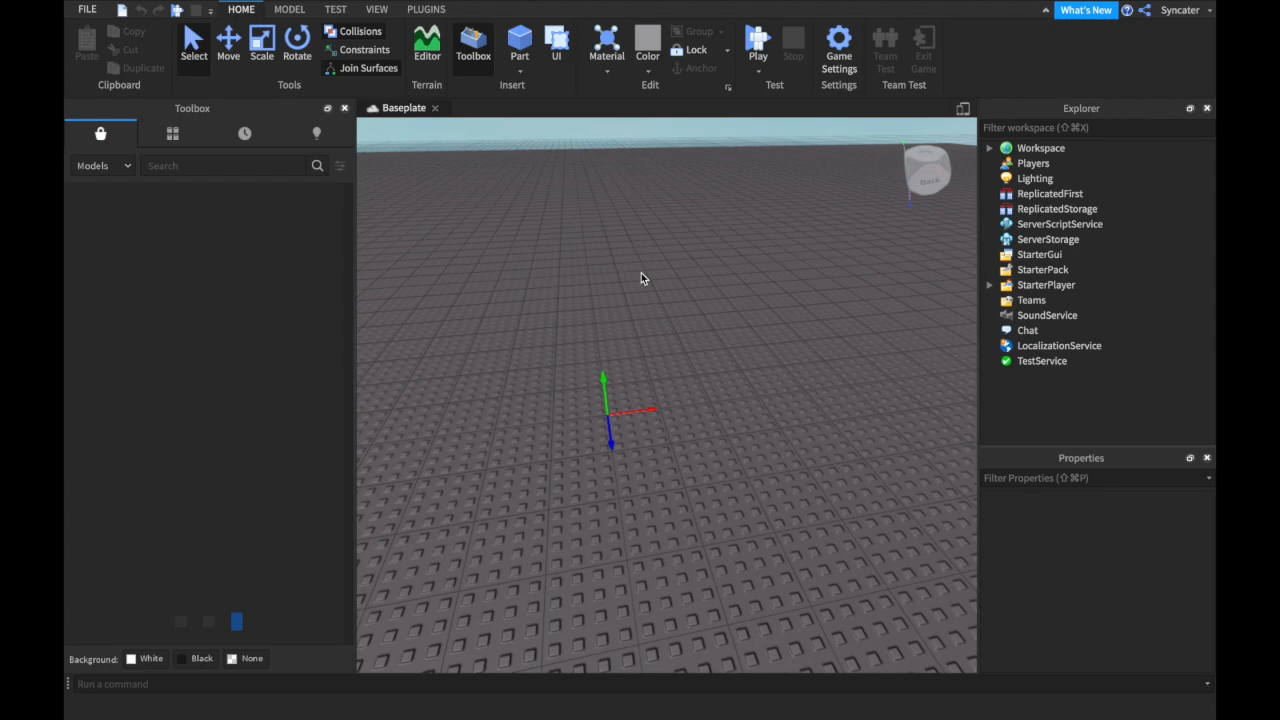 FILE HOME MODEL TEST VIEW PLUGINS What's New Syncater
Paste Copy Cut Duplicate Clipboard
Select Move Scale Rotate Collisions Constraints Join Surfaces Tools
Editor Terrain
Toolbox Part UI Insert
Material Color Group Lock Anchor Edit
Play Stop Test
Game Settings Settings
Team Test Exit Game Team Test
Toolbox
Models Search
Background: White Black None
Baseplate
Back
Explorer
Filter workspace (⇧⌘X)
Workspace
Players
Lighting
ReplicatedFirst
ReplicatedStorage
ServerScriptService
ServerStorage
StarterGui
StarterPack
StarterPlayer
Teams
SoundService
Chat
LocalizationService
TestService
Properties
Filter Properties (⇧⌘P)
Run a command